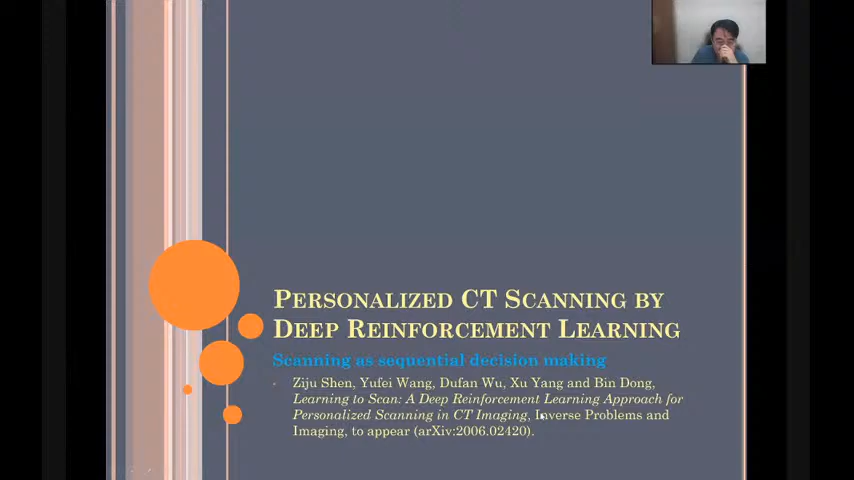 PERSONALIZED CT SCANNING BY
DEEP REINFORCEMENT LEARNING
Scanning as sequential decision making
Ziju Shen, Yufei Wang, Dufan Wu, Xu Yang and Bin Dong,
Learning to Scan: A Deep Reinforcement Learning Approach for
Personalized Scanning in CT Imaging, Inverse Problems and
Imaging, to appear (arXiv:2006.02420).